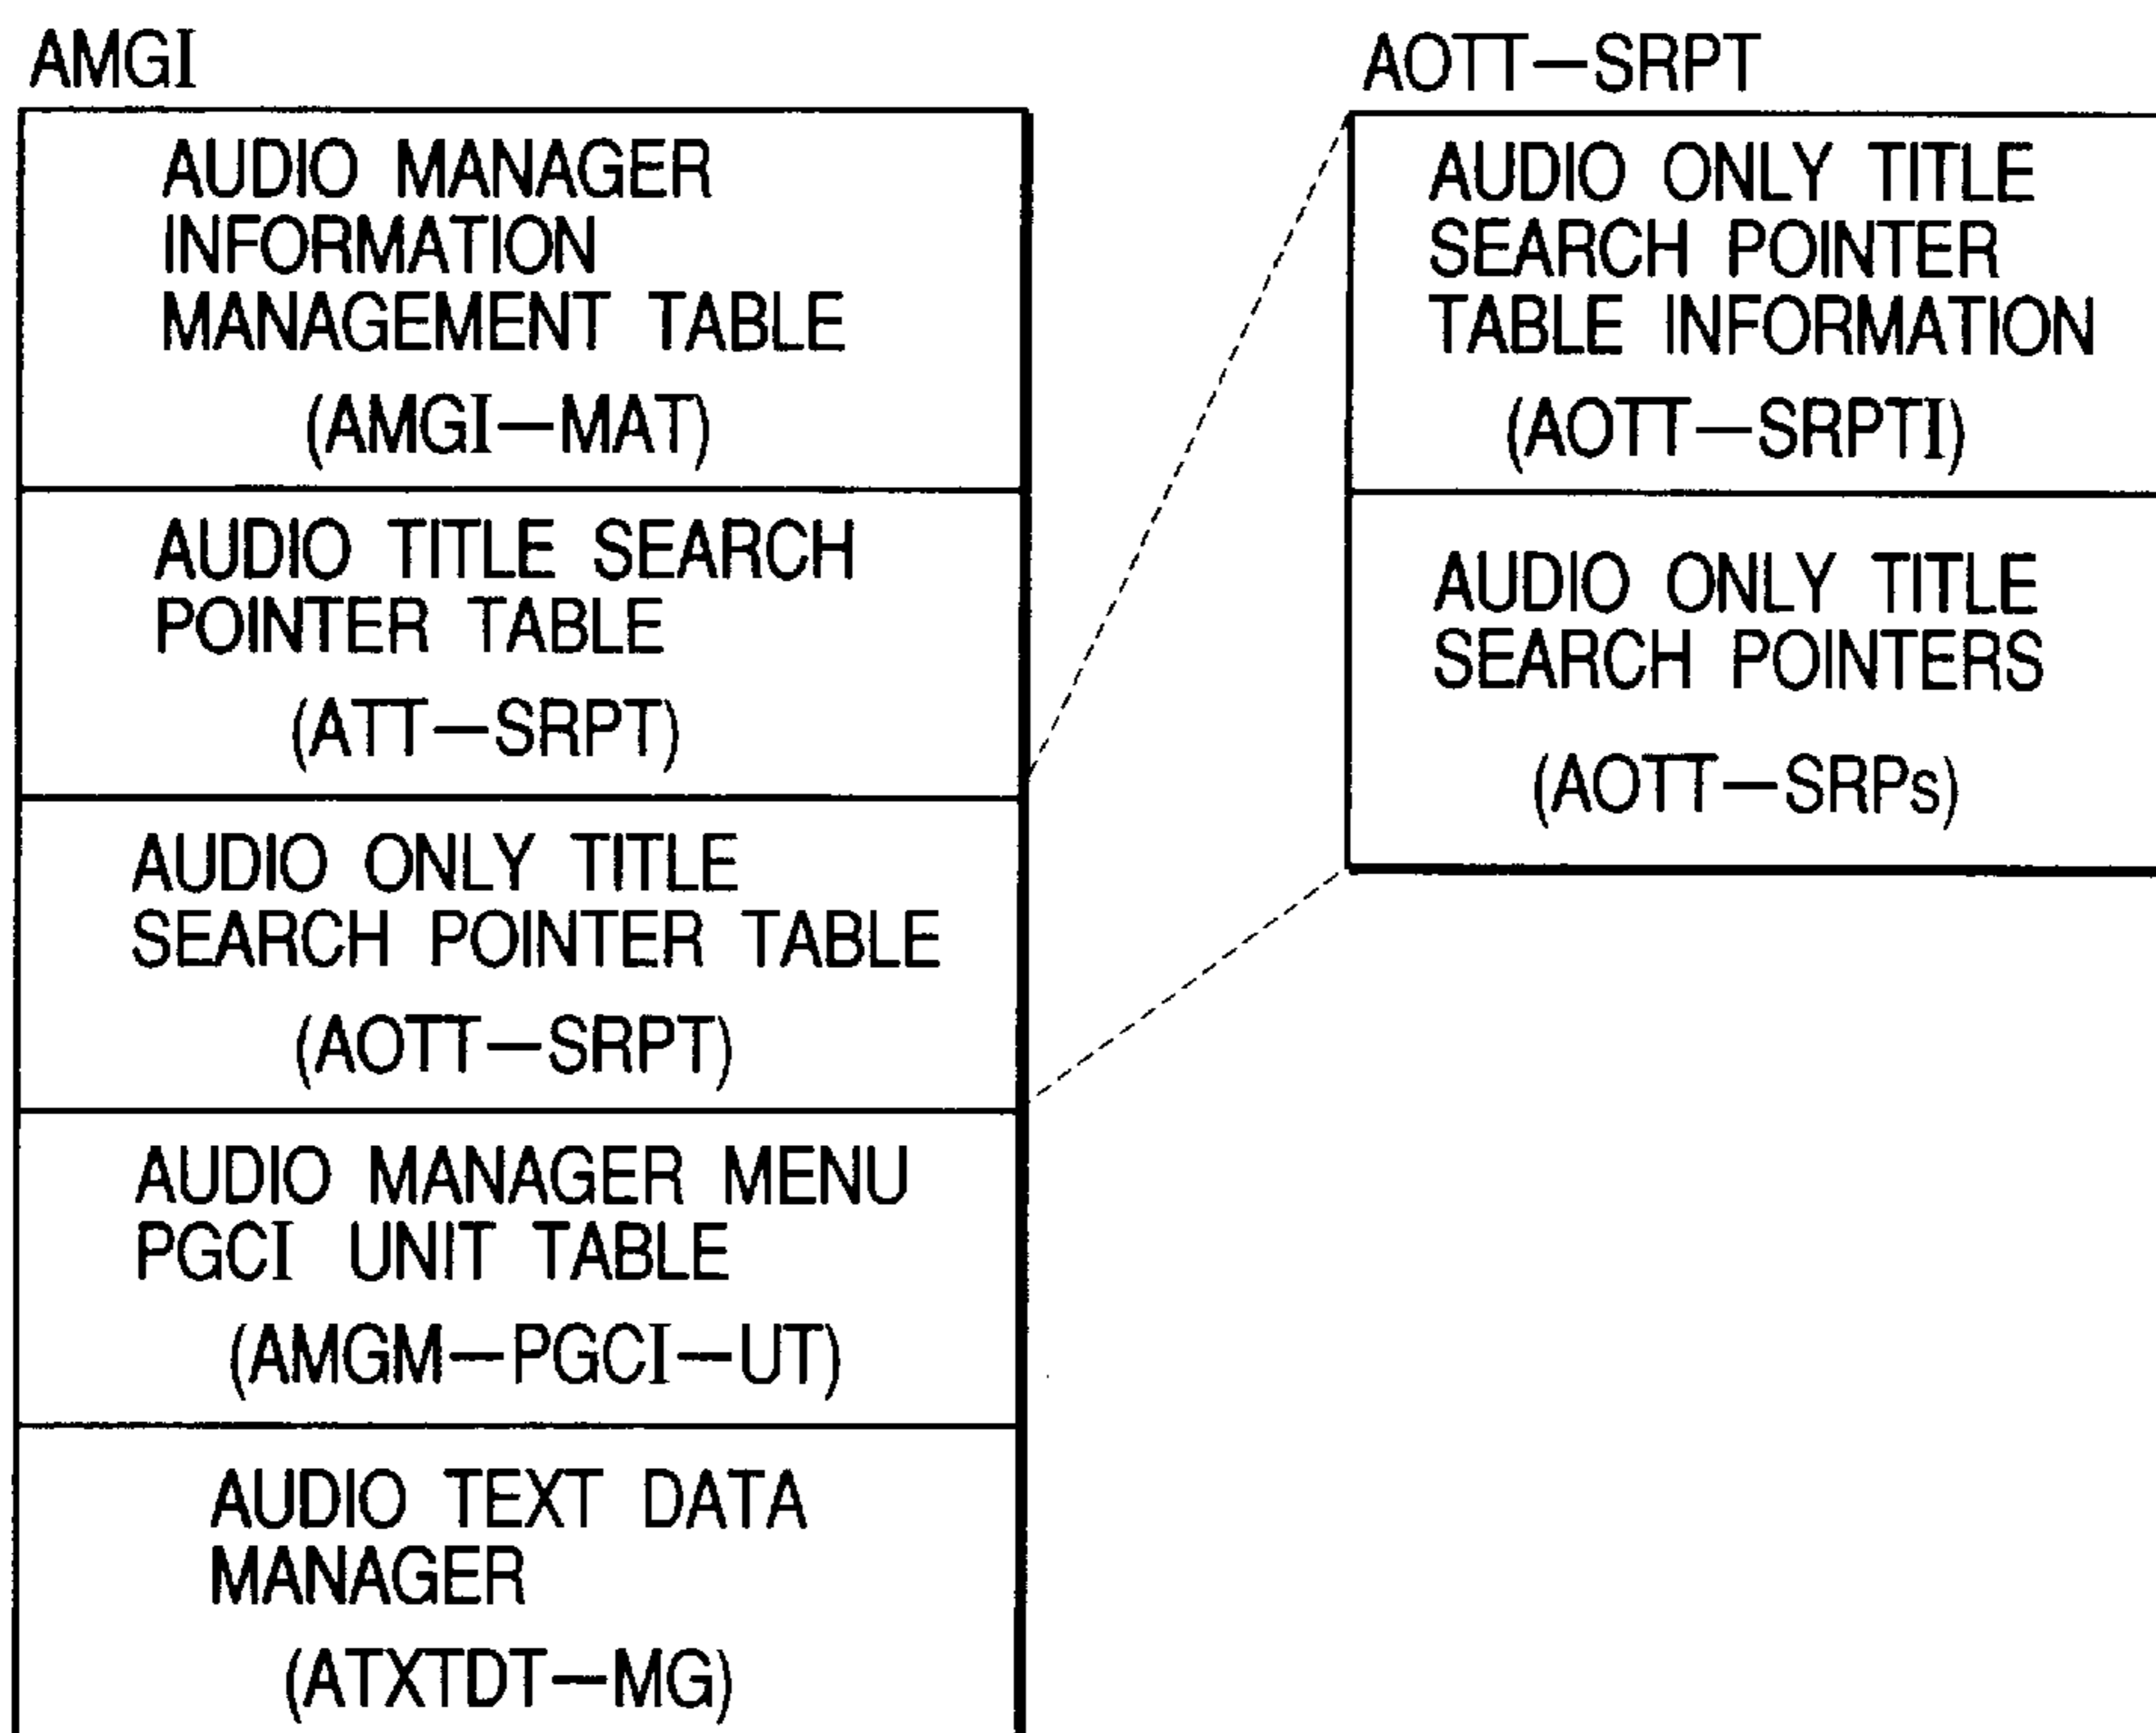 AMGI
AUDIO MANAGER
INFORMATION
MANAGEMENT TABLE
(AMGI—MAT)
AUDIO TITLE SEARCH
POINTER TABLE
(ATT—SRPT)
AUDIO ONLY TITLE
SEARCH POINTER TABLE
(AOTT—SRPT)
AUDIO MANAGER MENU
PGCI UNIT TABLE
(AMGM—PGCI—UT)
AUDIO TEXT DATA
MANAGER
(ATXTDT—MG)
AOTT—SRPT
AUDIO ONLY TITLE
SEARCH POINTER
TABLE INFORMATION
(AOTT—SRPTI)
AUDIO ONLY TITLE
SEARCH POINTERS
(AOTT—SRPs)